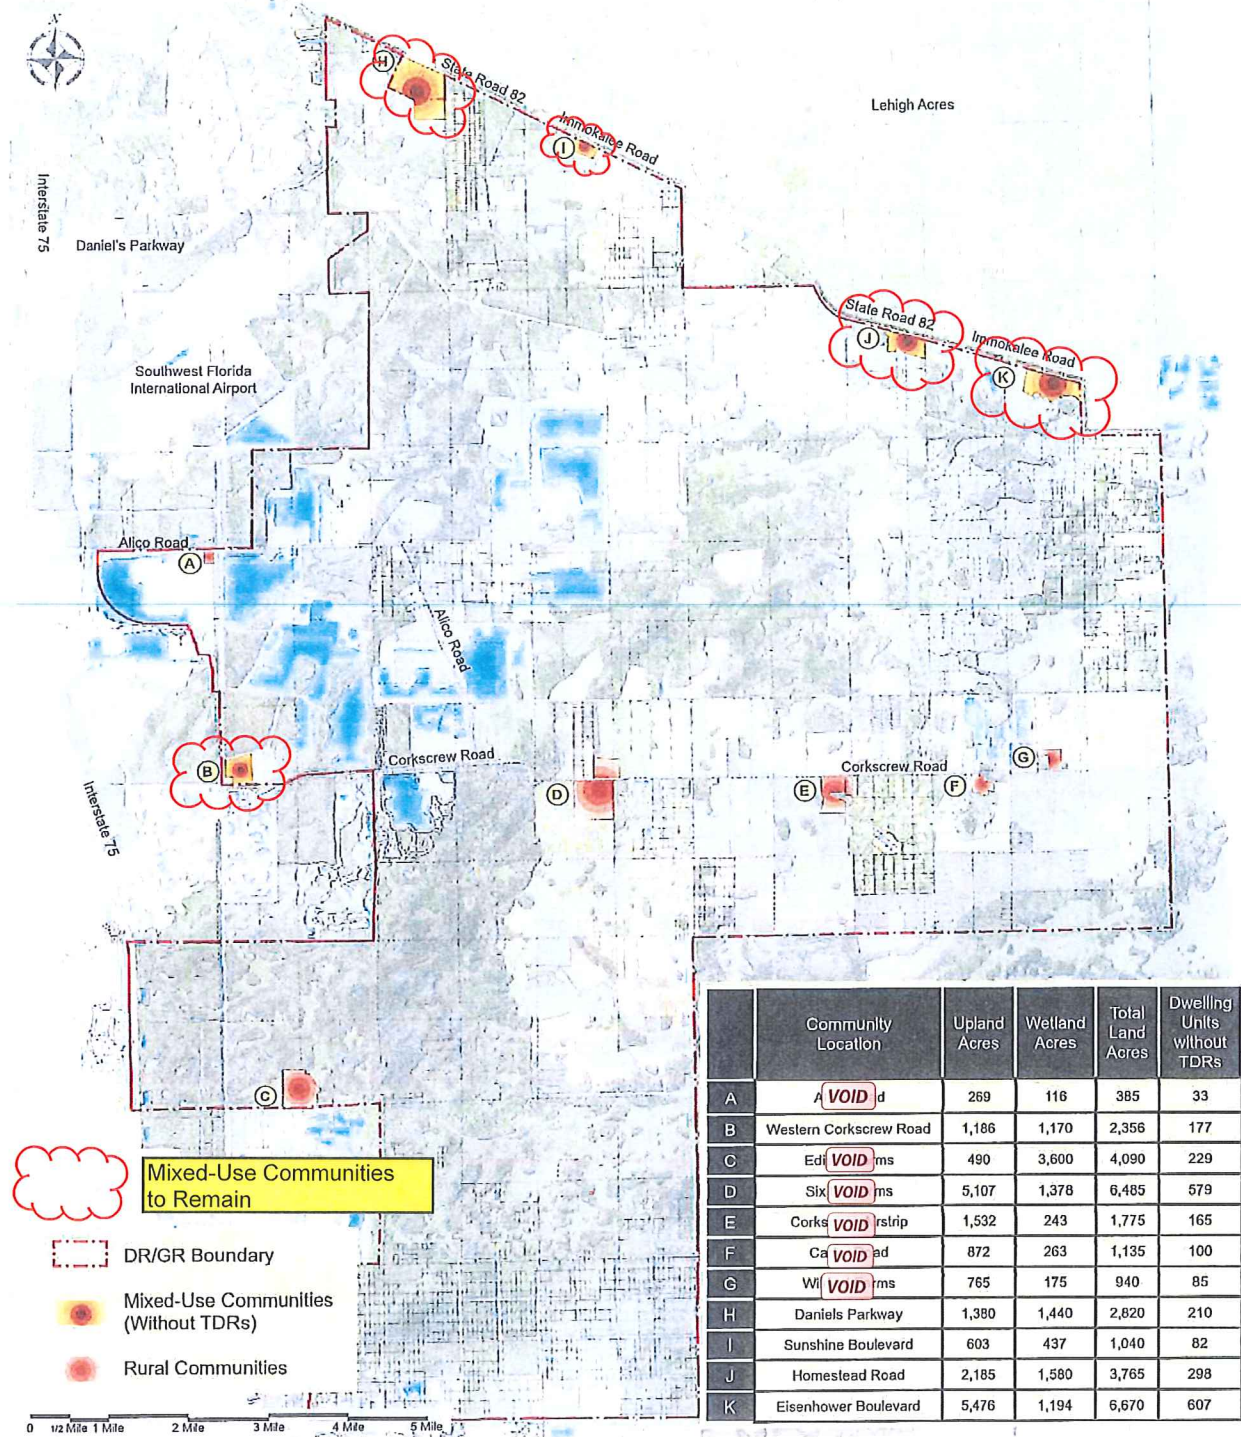 N
H
State Road 82
Immokalee Road
I
Lehigh Acres
Interstate 75
Daniel's Parkway
Southwest Florida
International Airport
State Road 82
J
Immokalee Road
K
Alico Road
A
Alico Road
B
Corkscrew Road
Interstate 75
D
E
Corkscrew Road
F
G
C
Mixed-Use Communities
to Remain
DR/GR Boundary
Mixed-Use Communities
(Without TDRs)
Rural Communities
0 1/2 Mile 1 Mile 2 Mile 3 Mile 4 Mile 5 Mile
Community Location Upland Acres Wetland Acres Total Land Acres Dwelling Units without TDRs
A VOID 269 116 385 33
B Western Corkscrew Road 1,186 1,170 2,356 177
C VOID 490 3,600 4,090 229
D Six VOID 5,107 1,378 6,485 579
E VOID 1,532 243 1,775 165
F VOID 872 263 1,135 100
G VOID 765 175 940 85
H Daniels Parkway 1,380 1,440 2,820 210
I Sunshine Boulevard 603 437 1,040 82
J Homestead Road 2,185 1,580 3,765 298
K Eisenhower Boulevard 5,476 1,194 6,670 607